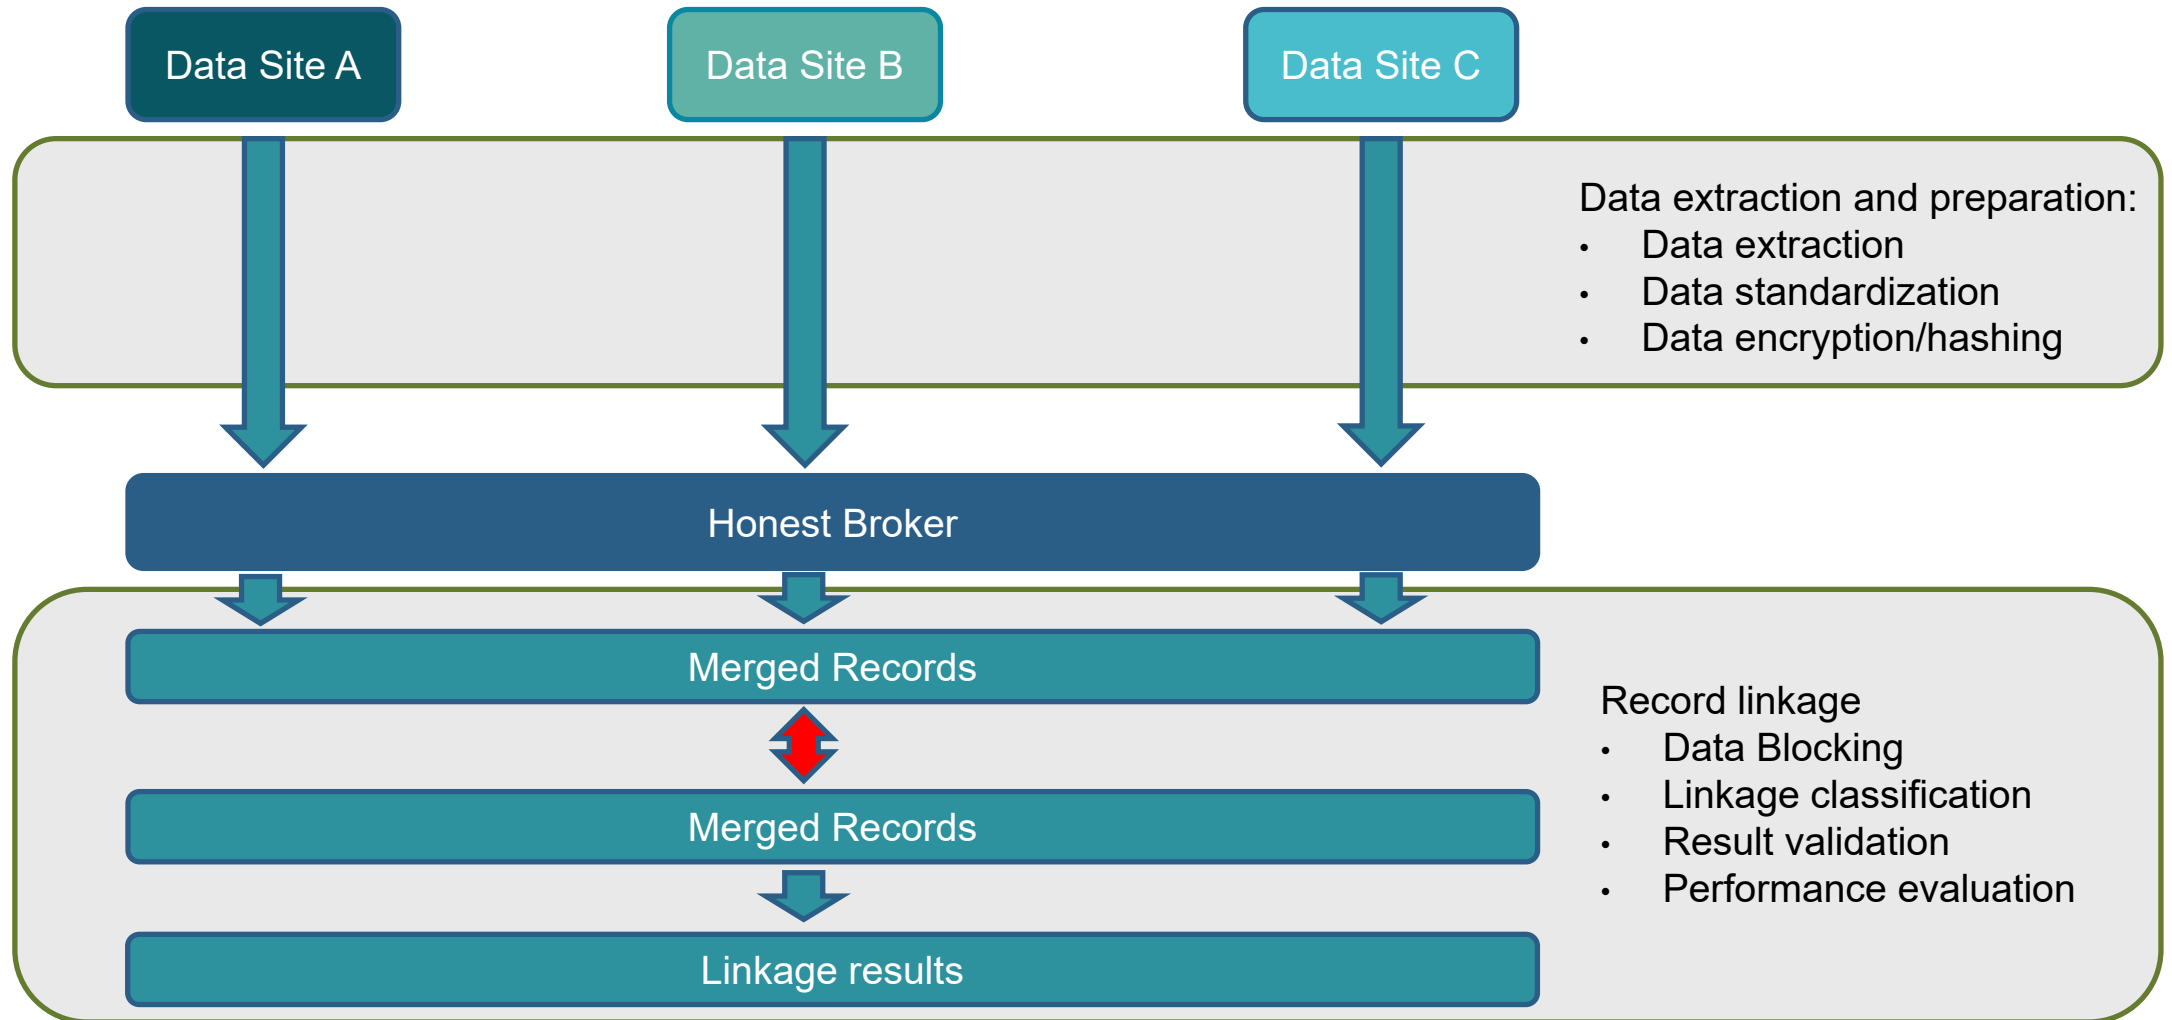 Data Site A
Data Site B
Data Site C
Data extraction and preparation:
• Data extraction
• Data standardization
• Data encryption/hashing
Honest Broker
Merged Records
Merged Records
Linkage results
Record linkage
• Data Blocking
• Linkage classification
• Result validation
• Performance evaluation